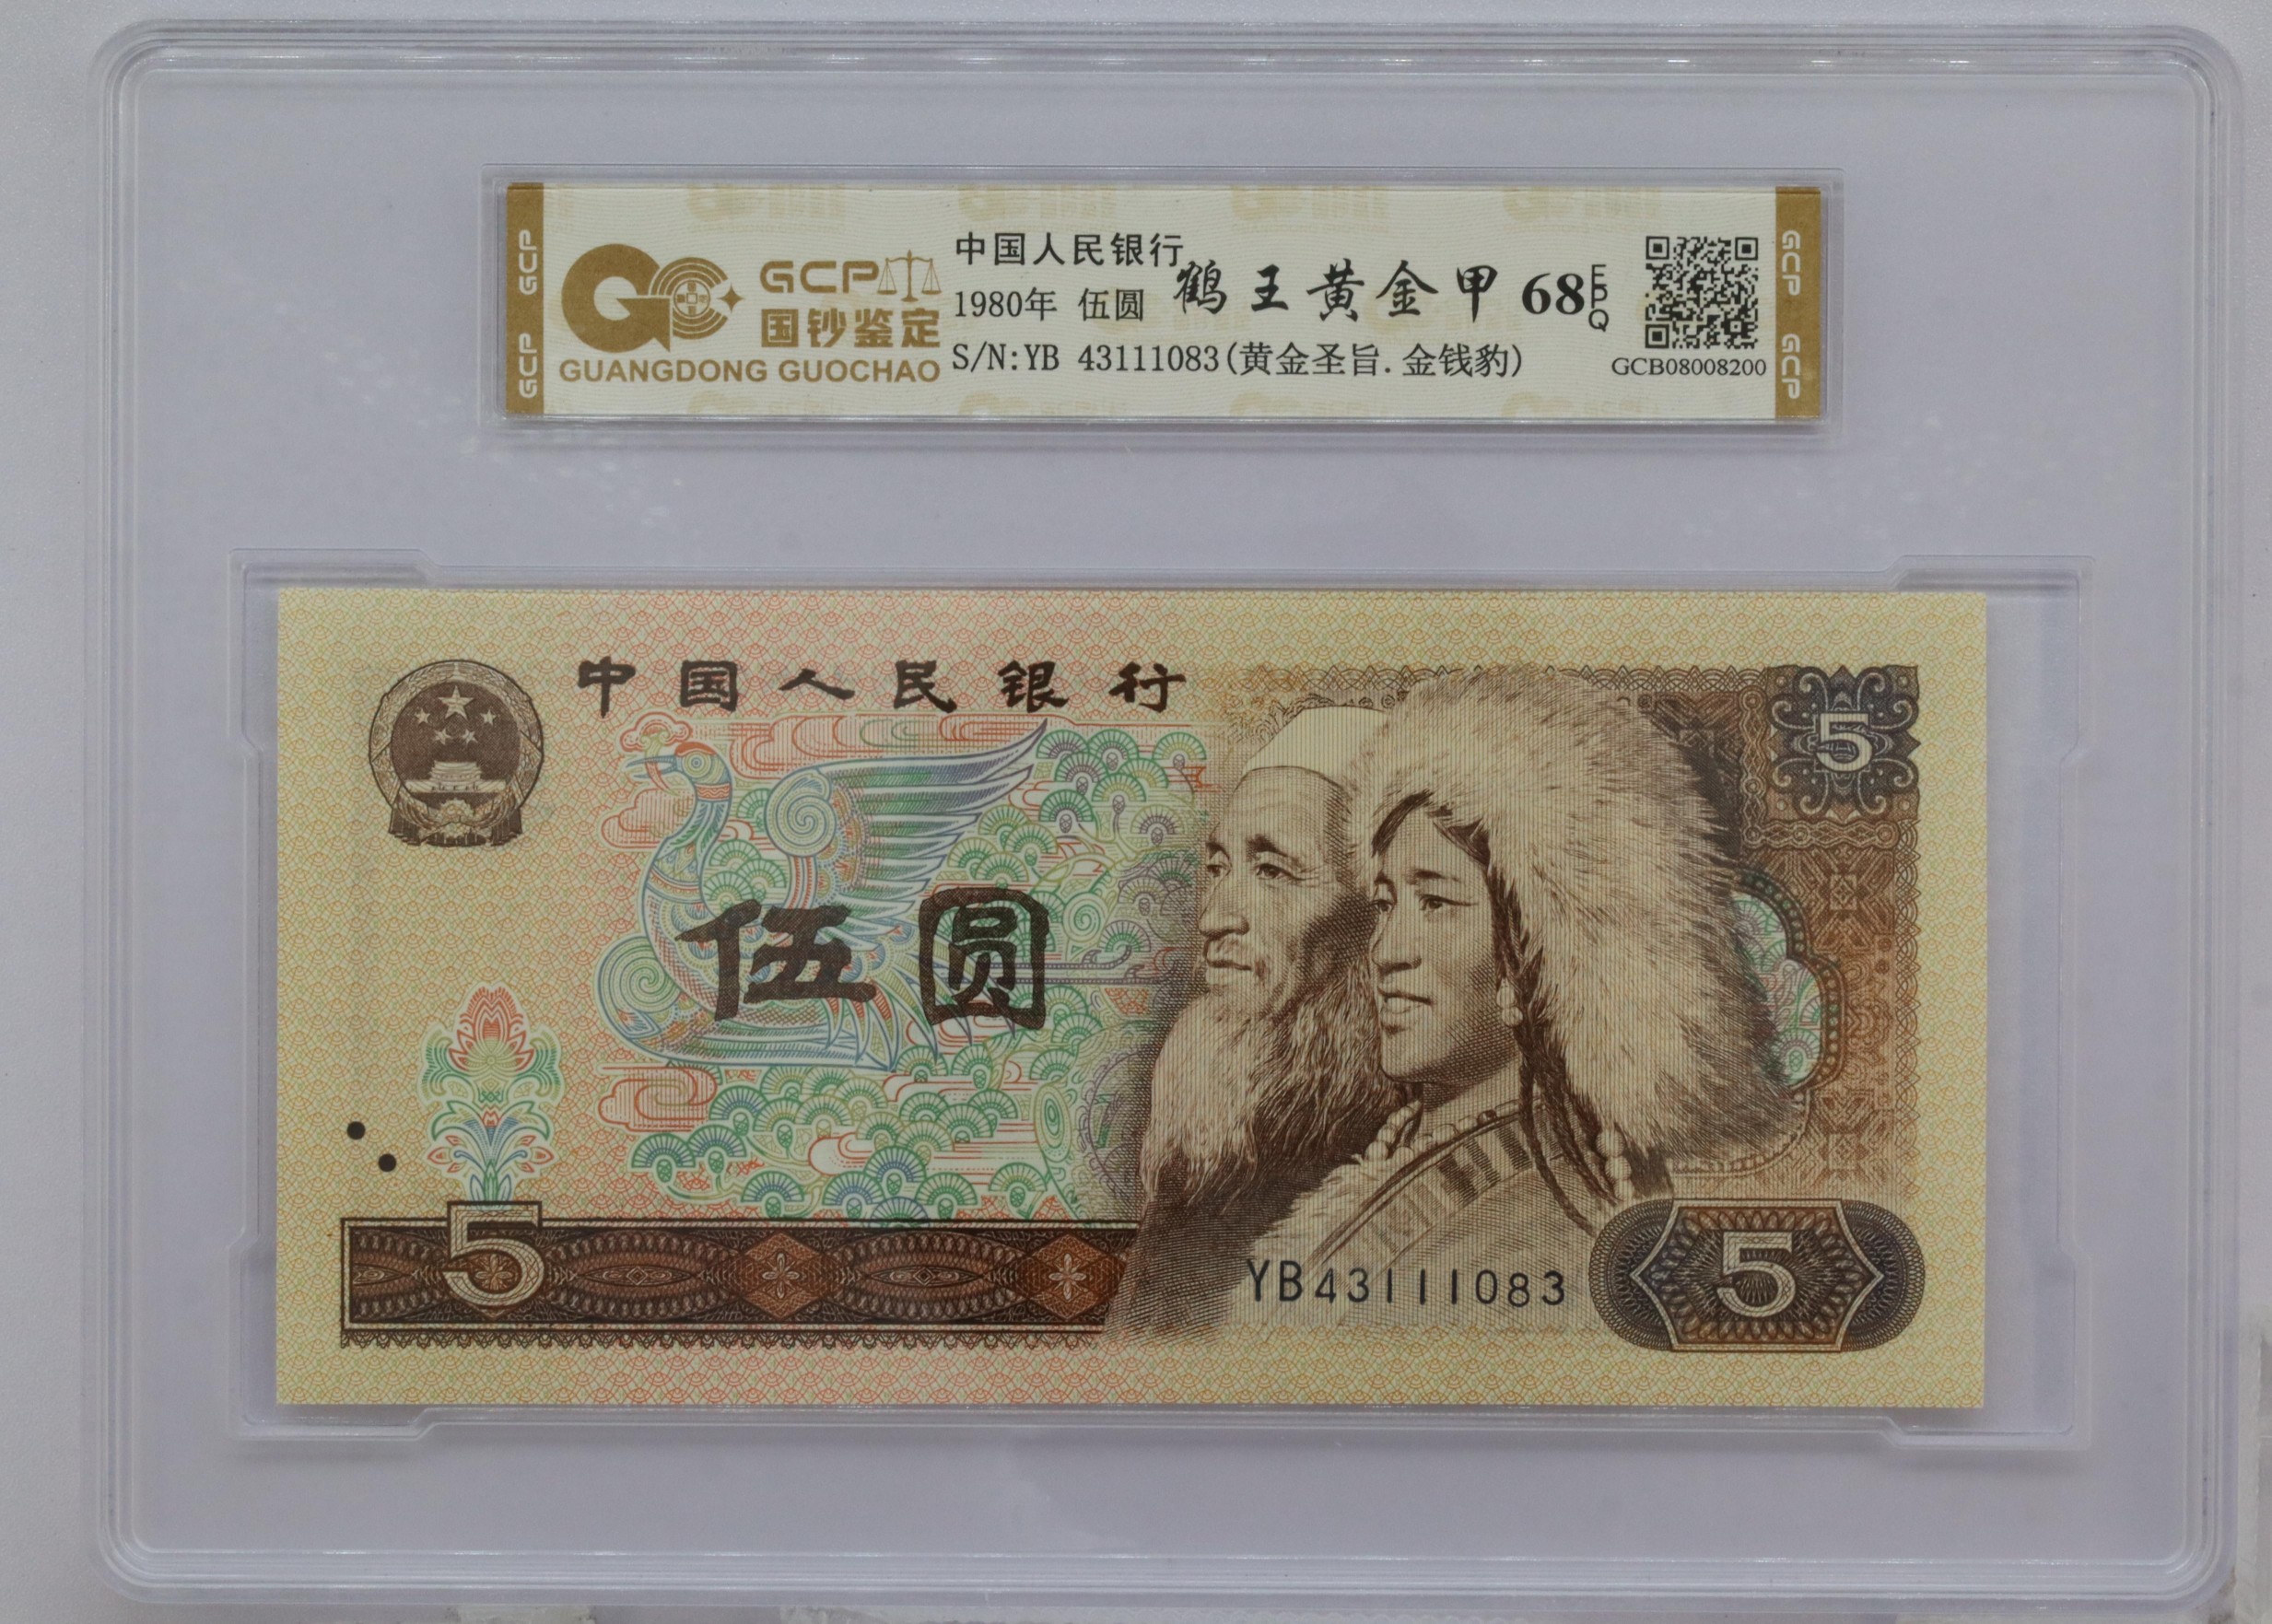 GCP GCP
GCP 国钞鉴定
GUANGDONG GUOCHAO
中国人民银行
1980年 伍圆 鹤王黄金甲 68 EPQ
S/N:YB 43111083(黄金圣旨.金钱豹)
GCB08008200
GCP GCP
中国人民银行
5
伍圆
5
YB43111083
5